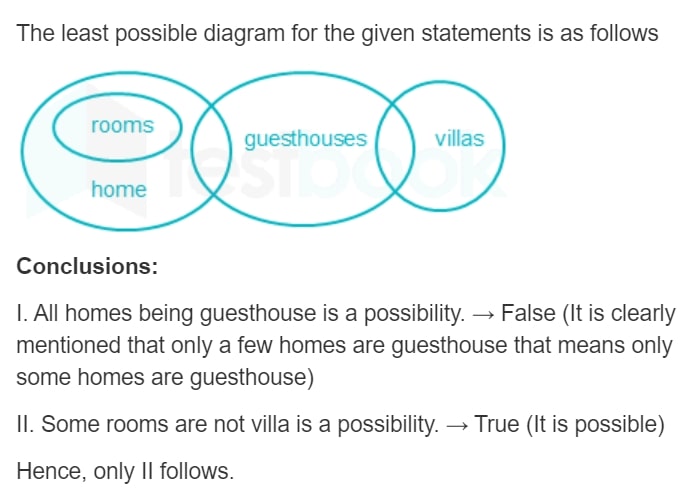 The least possible diagram for the given statements is as follows
rooms
guesthouses
villas
home
testbook
Conclusions:
I. All homes being guesthouse is a possibility. → False (It is clearly
mentioned that only a few homes are guesthouse that means only
some homes are guesthouse)
II. Some rooms are not villa is a possibility. → True (It is possible)
Hence, only II follows.